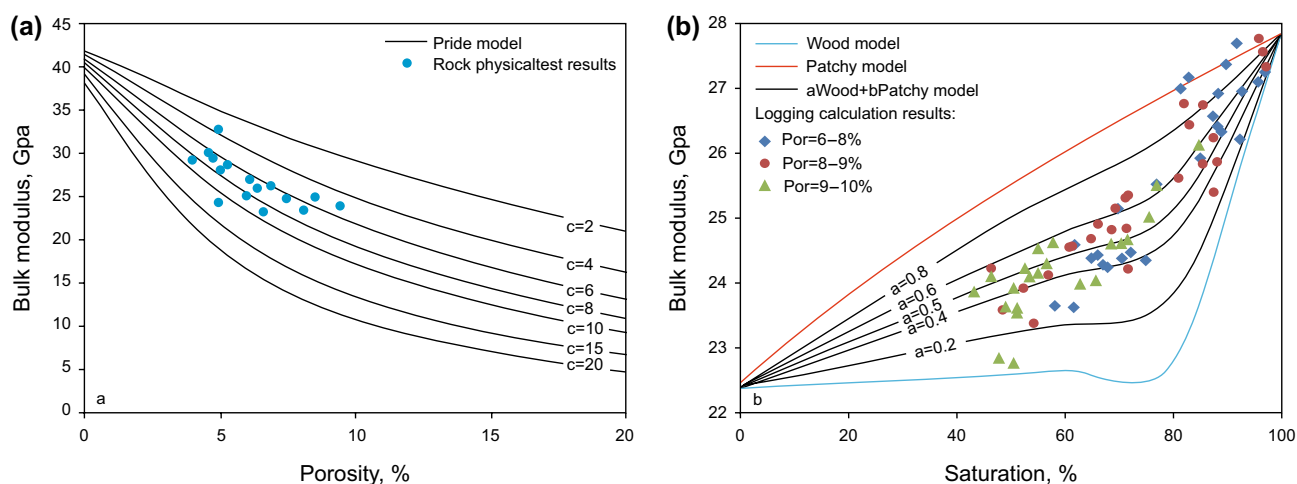 (a)
45
40
35
30
25
20
15
10
5
0
Bulk modulus, Gpa
Pride model
Rock physicaltest results
c=2
c=4
c=6
c=8
c=10
c=15
c=20
a
0
5
10
15
20
Porosity, %
(b)
28
27
26
25
24
23
22
Bulk modulus, Gpa
Wood model
Patchy model
aWood+bPatchy model
Logging calculation results:
Por=6–8%
Por=8–9%
Por=9–10%
a=0.8
a=0.6
a=0.5
a=0.4
a=0.2
b
0
20
40
60
80
100
Saturation, %